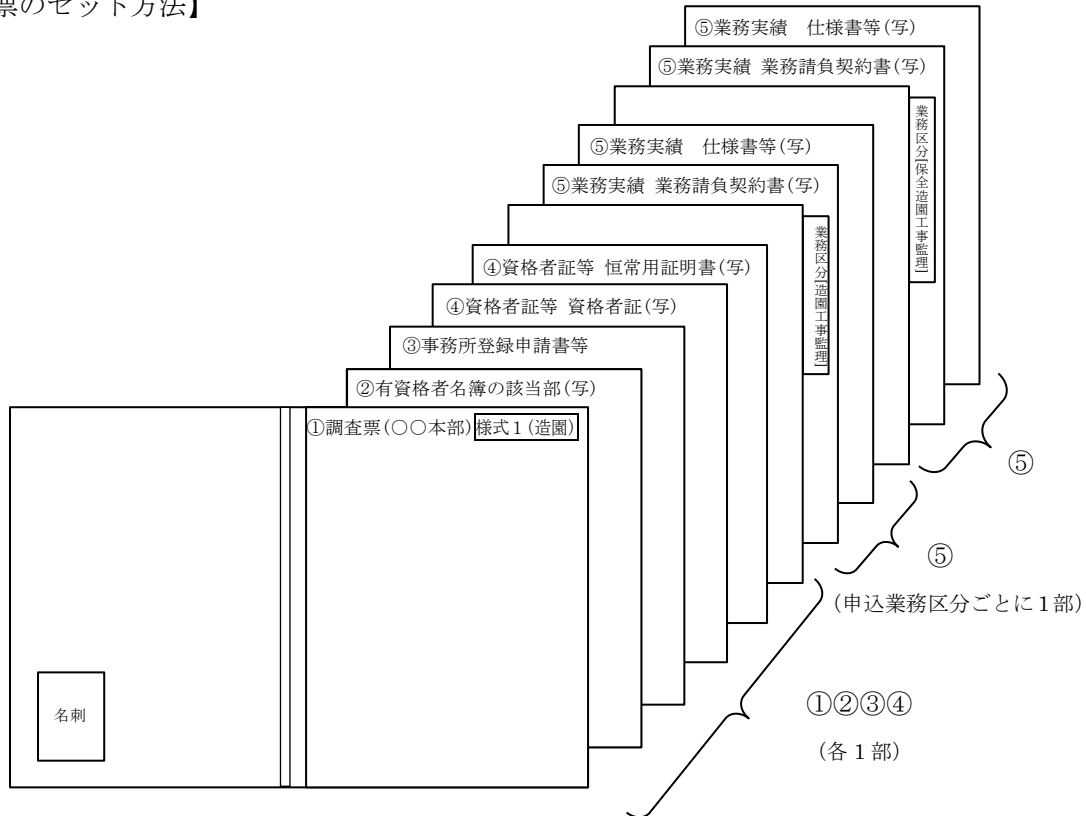 票のセット方法】
⑤業務実績　仕様書等(写)
⑤業務実績 業務請負契約書(写)
業務区分[保全造園工事監理]
⑤業務実績　仕様書等(写)
⑤業務実績 業務請負契約書(写)
業務区分[造園工事監理]
④資格者証等 恒常用証明書(写)
④資格者証等 資格者証(写)
③事務所登録申請書等
②有資格者名簿の該当部(写)
①調査票(○○本部)様式１(造園)
⑤
⑤
(申込業務区分ごとに１部)
①②③④
(各１部)
名刺